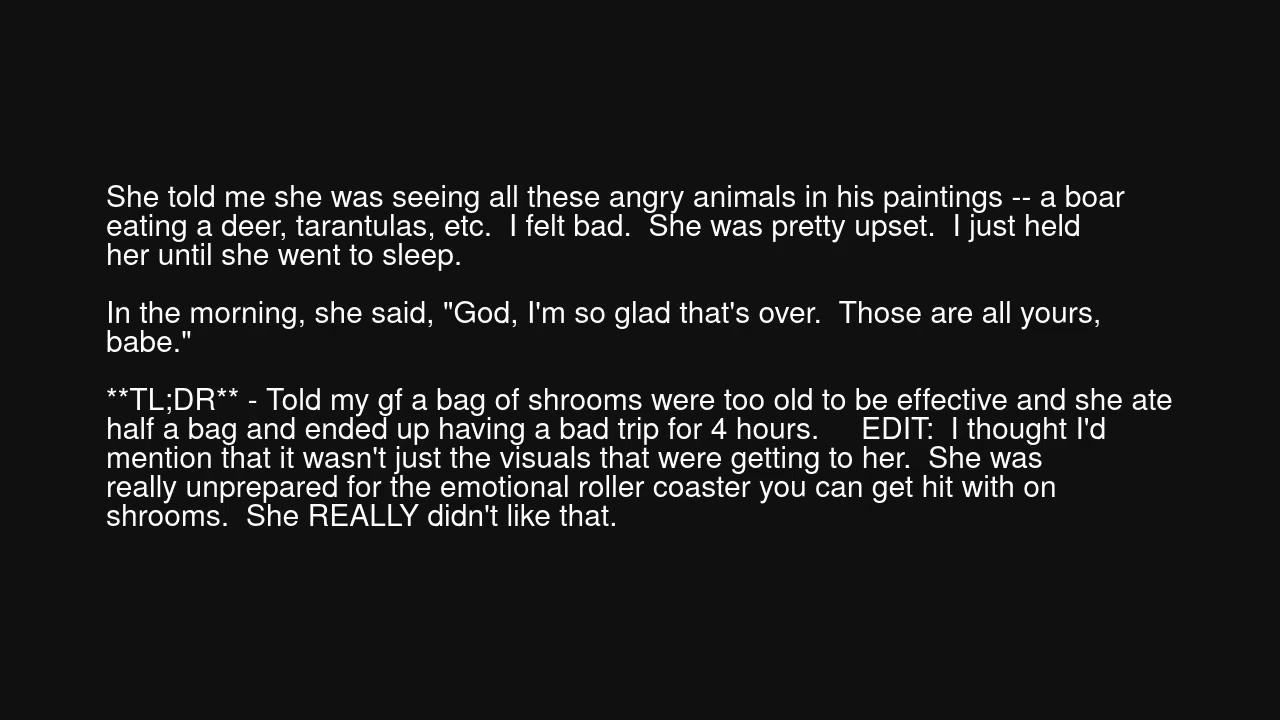 She told me she was seeing all these angry animals in his paintings -- a boar
eating a deer, tarantulas, etc.  I felt bad.  She was pretty upset.  I just held
her until she went to sleep.

In the morning, she said, "God, I'm so glad that's over.  Those are all yours,
babe."

**TL;DR** - Told my gf a bag of shrooms were too old to be effective and she ate
half a bag and ended up having a bad trip for 4 hours.     EDIT:  I thought I'd
mention that it wasn't just the visuals that were getting to her.  She was
really unprepared for the emotional roller coaster you can get hit with on
shrooms.  She REALLY didn't like that.